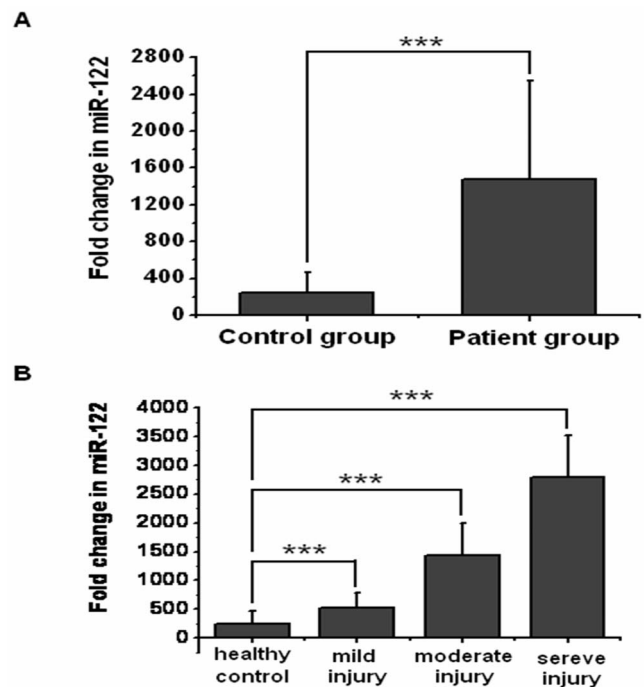 A
***
Fold change in miR-122
2800
2400
2000
1600
1200
800
400
0
Control group Patient group
B
***
***
***
Fold change in miR-122
4000
3500
3000
2500
2000
1500
1000
500
0
healthy control
mild injury
moderate injury
sereve injury